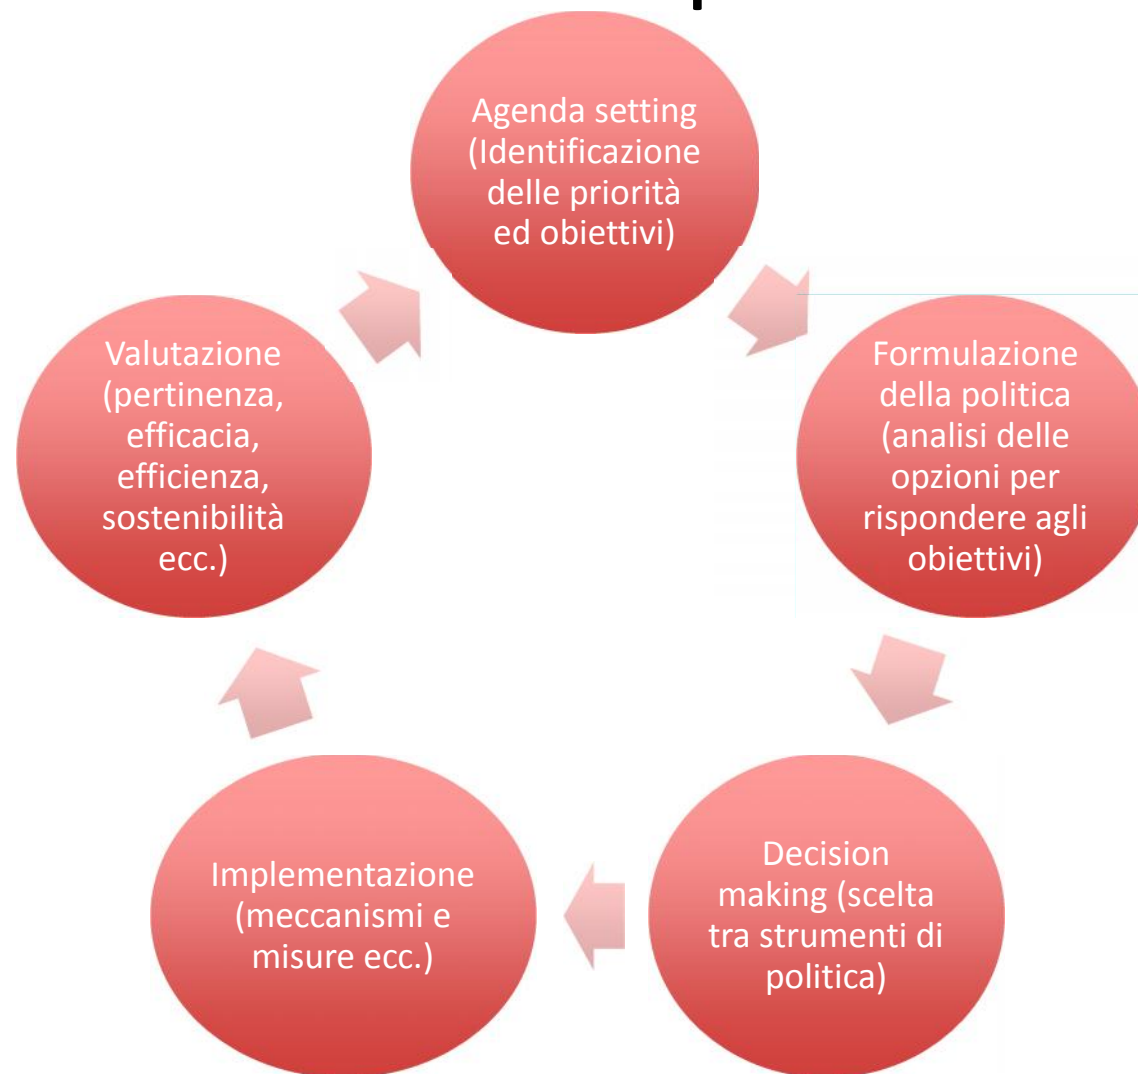 Agenda setting
(Identificazione
delle priorità
ed obiettivi)
Formulazione
della politica
(analisi delle
opzioni per
rispondere agli
obiettivi)
Decision
making (scelta
tra strumenti di
politica)
Implementazione
(meccanismi e
misure ecc.)
Valutazione
(pertinenza,
efficacia,
efficienza,
sostenibilità
ecc.)